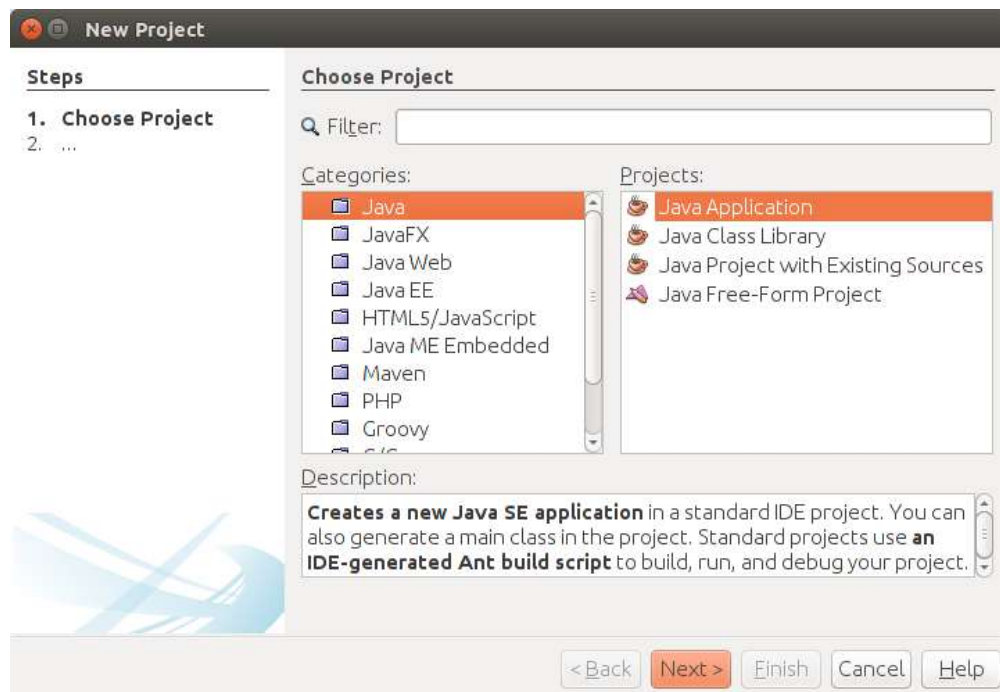 New Project
Steps
1. Choose Project
2. ...
Choose Project
Filter:
Categories:
Java
JavaFX
Java Web
Java EE
HTML5/JavaScript
Java ME Embedded
Maven
PHP
Groovy
Projects:
Java Application
Java Class Library
Java Project with Existing Sources
Java Free-Form Project
Description:
Creates a new Java SE application in a standard IDE project. You can
also generate a main class in the project. Standard projects use an
IDE-generated Ant build script to build, run, and debug your project.
< Back
Next >
Finish
Cancel
Help